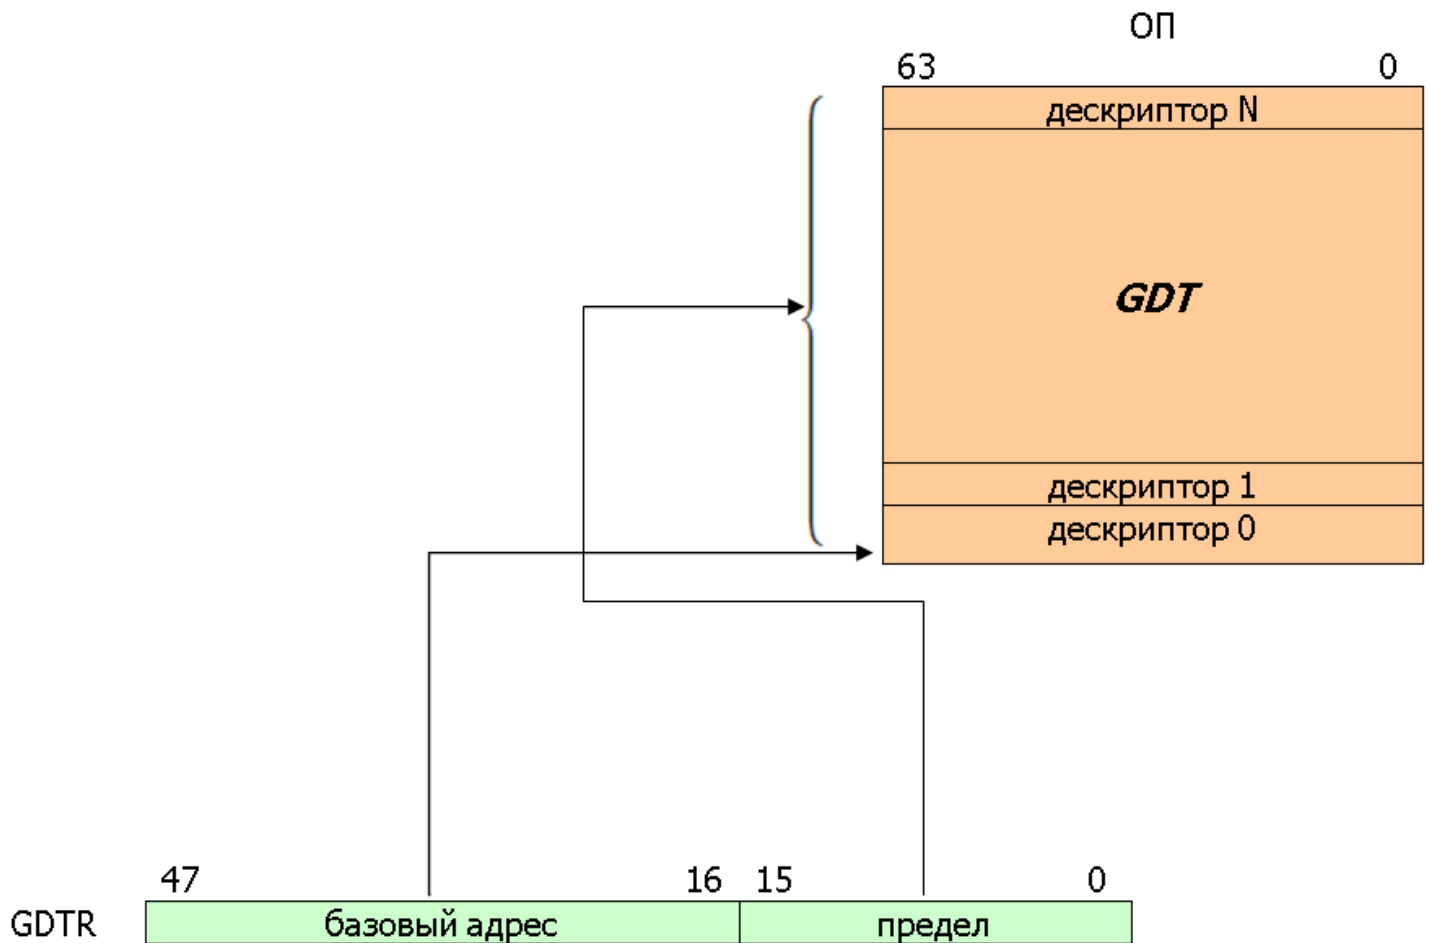 ОП
63 0
дескриптор N
GDT
дескриптор 1
дескриптор 0
47 16 15 0
GDTR базовый адрес предел